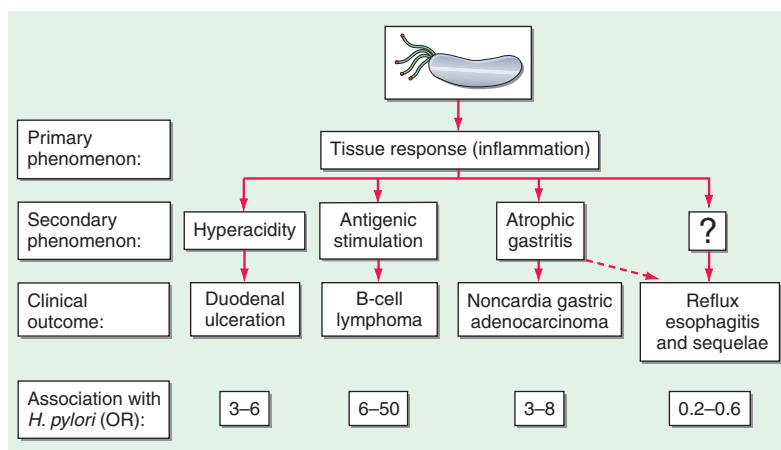 Primary
phenomenon:
Tissue response (inflammation)
Secondary
phenomenon:
Hyperacidity
Antigenic
stimulation
Atrophic
gastritis
?
Clinical
outcome:
Duodenal
ulceration
B-cell
lymphoma
Noncardia gastric
adenocarcinoma
Reflux
esophagitis
and sequelae
Association with
H. pylori (OR):
3–6
6–50
3–8
0.2–0.6